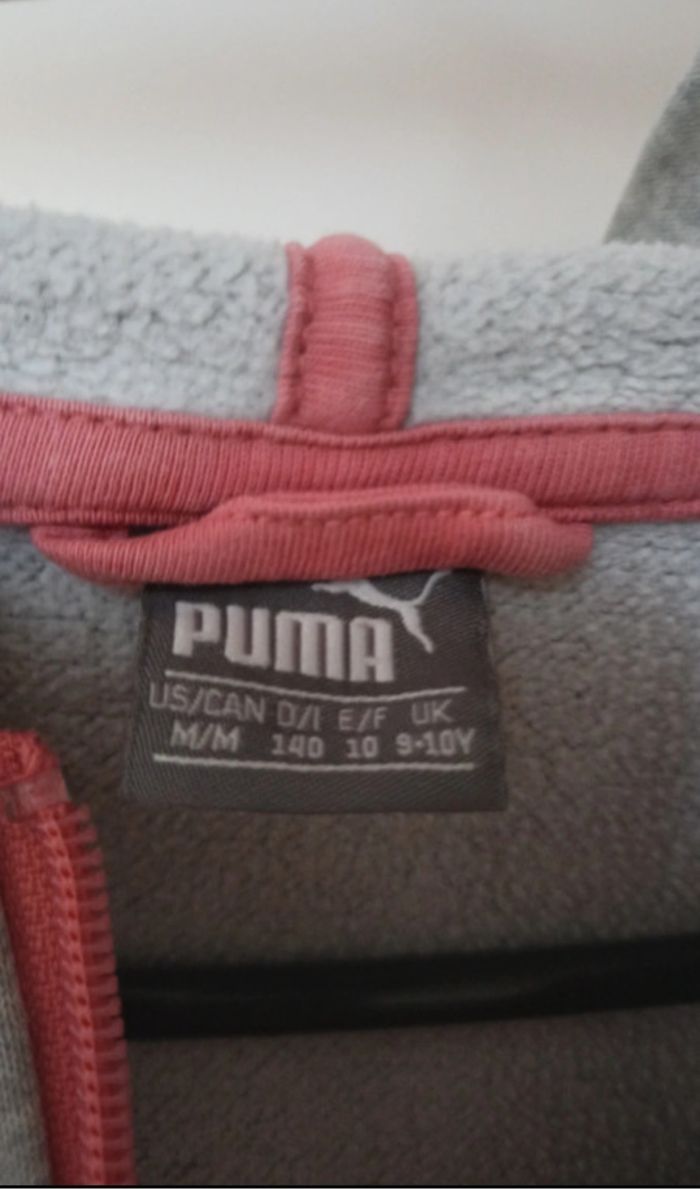 PUMA
US/CAN D/I E/F UK
M/M 140 10 9-10Y